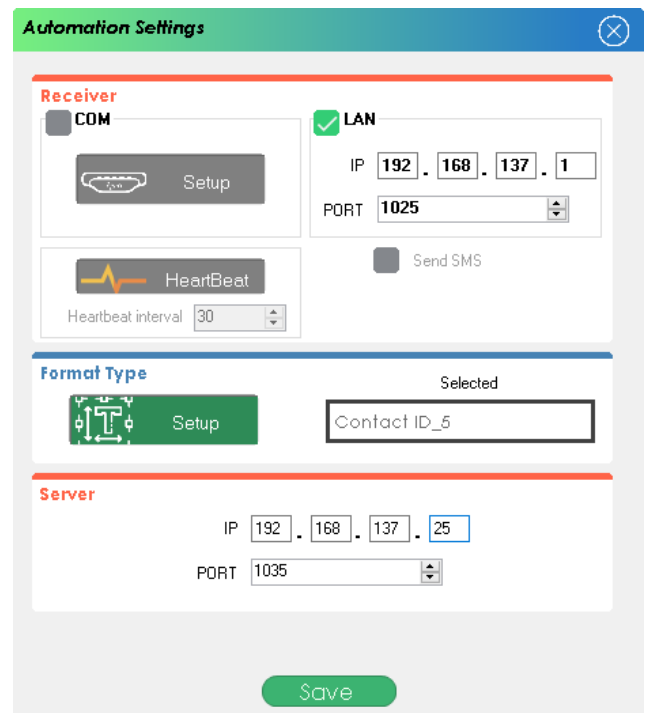 Automation Settings
Receiver
COM
Setup
HeartBeat
Heartbeat interval 30
LAN
IP 192 . 168 . 137 . 1
PORT 1025
Send SMS
Format Type
Setup
Selected
Contact ID_5
Server
IP 192 . 168 . 137 . 25
PORT 1035
Save